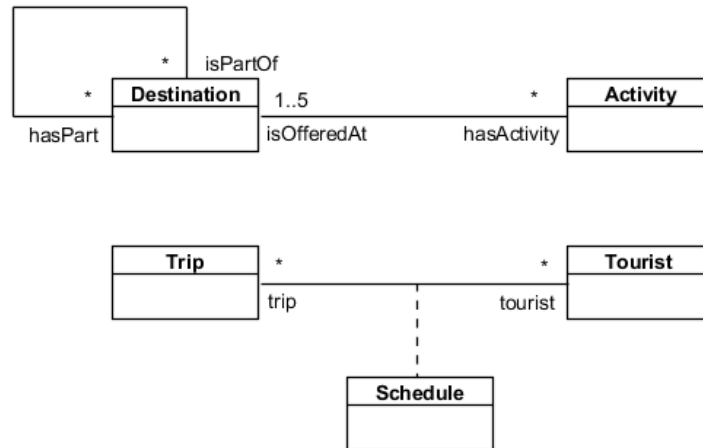 * isPartOf
* Destination 1..5 * Activity
hasPart isOfferedAt hasActivity
Trip * * Tourist
trip tourist
Schedule